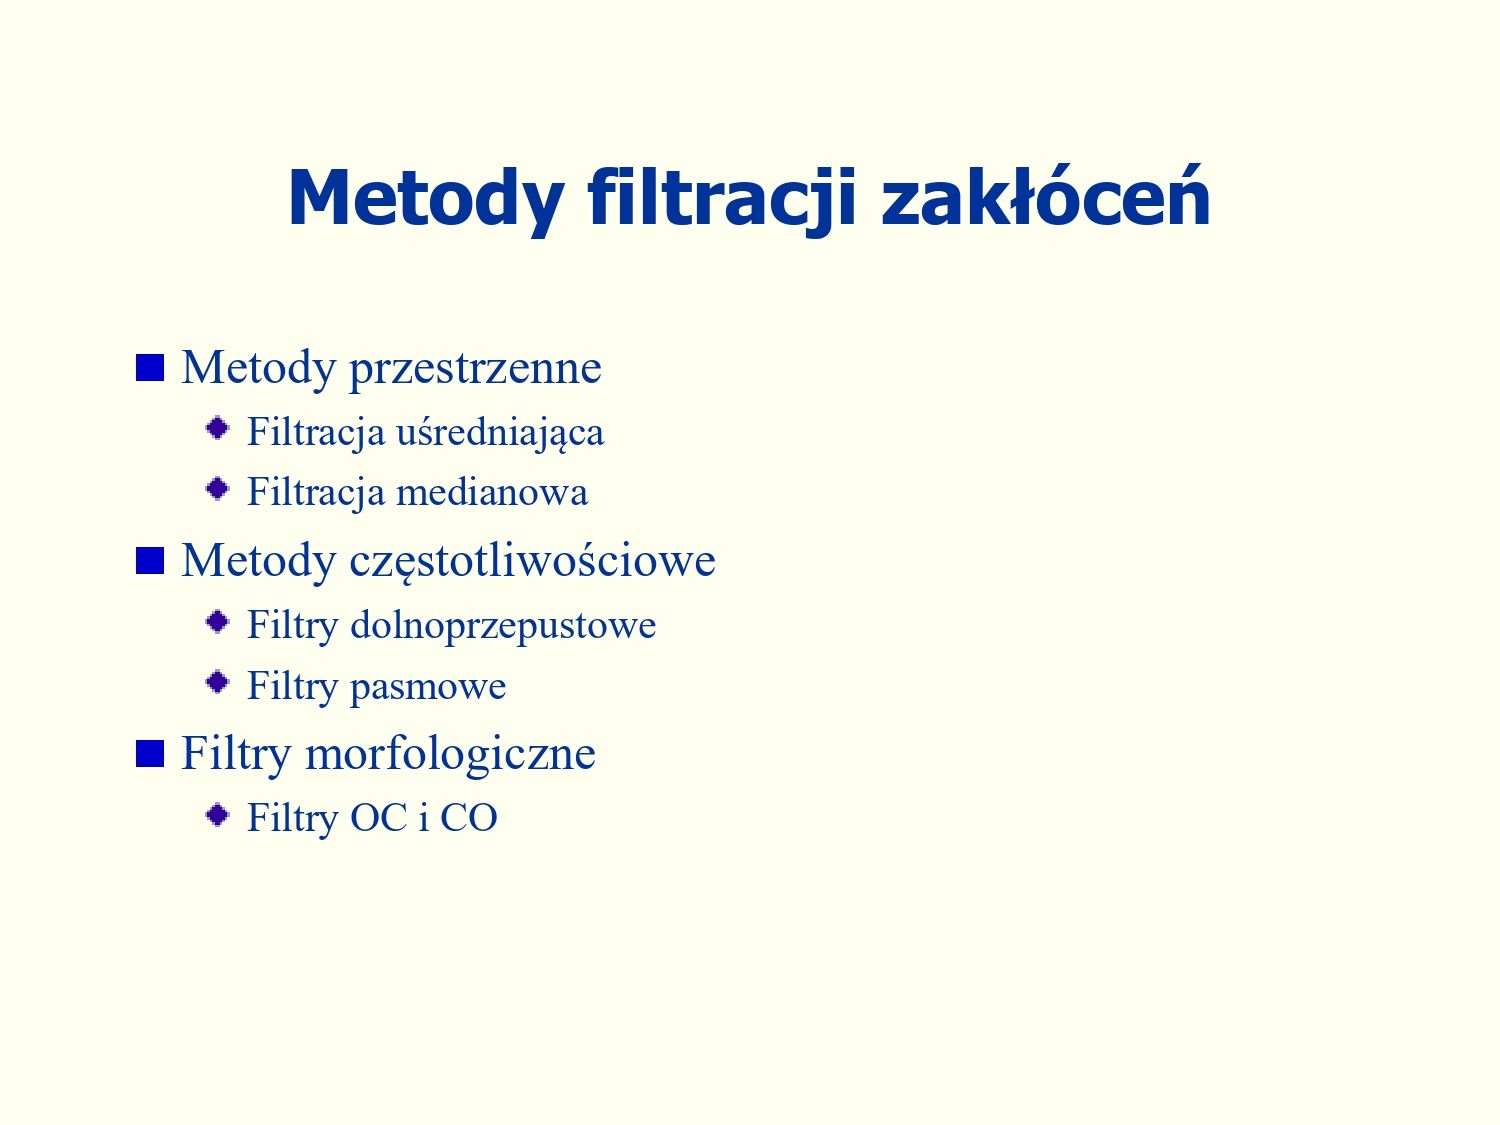 Metody filtracji zakłóceń
Metody przestrzenne
Filtracja uśredniająca
Filtracja medianowa
Metody częstotliwościowe
Filtry dolnoprzepustowe
Filtry pasmowe
Filtry morfologiczne
Filtry OC i CO